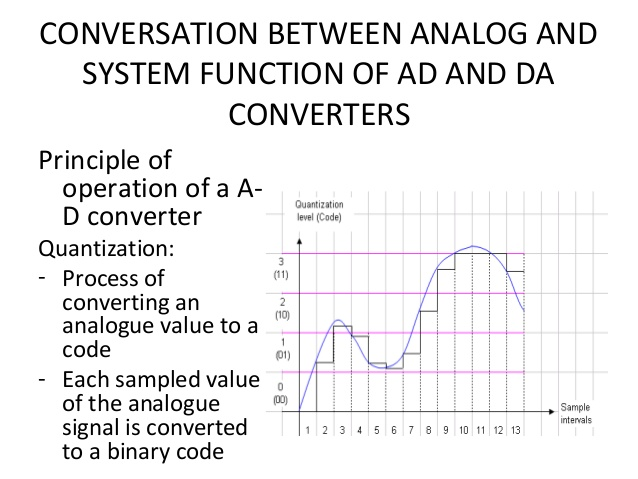 CONVERSATION BETWEEN ANALOG AND
SYSTEM FUNCTION OF AD AND DA
CONVERTERS
Principle of
operation of a A-
D converter
Quantization:
- Process of
converting an
analogue value to a
code
- Each sampled value
of the analogue
signal is converted
to a binary code
Quantization
level (Code)
3
(11)
2
(10)
1
(01)
0
(00)
1 2 3 4 5 6 7 8 9 10 11 12 13
Sample
intervals